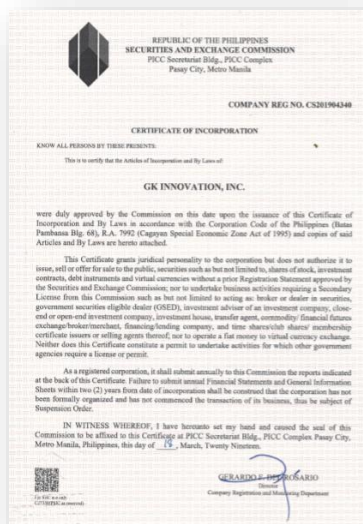 REPUBLIC OF THE PHILIPPINES
SECURITIES AND EXCHANGE COMMISSION
PICC Secretariat Bldg., PICC Complex
Pasay City, Metro Manila
COMPANY REG NO. CS201904340
CERTIFICATE OF INCORPORATION
KNOW ALL PERSONS BY THESE PRESENTS:
This is to certify that the Articles of Incorporation and By Laws of:
GK INNOVATION, INC.
were duly approved by the Commission on this date upon the issuance of this Certificate of
Incorporation and By Laws in accordance with the Corporation Code of the Philippines (Batas
Pambansa Blg. 68), R.A. 7992 (Cagayan Special Economic Zone Act of 1995) and copies of said
Articles and By Laws are hereto attached.
This Certificate grants juridical personality to the corporation but does not authorize it to
issue, sell or offer for sale to the public, securities such as but not limited to, shares of stock, investment
contracts, debt instruments and virtual currencies without a prior Registration Statement approved by
the Securities and Exchange Commission; nor to undertake business activities requiring a Secondary
License from this Commission such as but not limited to acting as: broker or dealer in securities,
government securities eligible dealer (GSED), investment adviser of an investment company, close-
end or open-end investment company, investment house, transfer agent, commodity/ financial futures
exchange/broker/merchant, financing/lending company, and time shares/club shares/ membership
certificate issuers or selling agents thereof; nor to operate a fiat money to virtual currency exchange.
Neither does this Certificate constitute a permit to undertake activities for which other government
agencies require a license or permit.
As a registered corporation, it shall submit annually to this Commission the reports indicated
at the back of this Certificate. Failure to submit annual Financial Statements and General Information
Sheets within two (2) years from date of incorporation shall be construed that the corporation has not
been formally organized and has not commenced the transaction of its business, thus be subject of
Suspension Order.
IN WITNESS WHEREOF, I have hereunto set my hand and caused the seal of this
Commission to be affixed to this Certificate at PICC Secretariat Bldg., PICC Complex Pasay City,
Metro Manila, Philippines, this day of March, Twenty Nineteen.
GERARDO F. DEL ROSARIO
Director
Company Registration and Monitoring Department